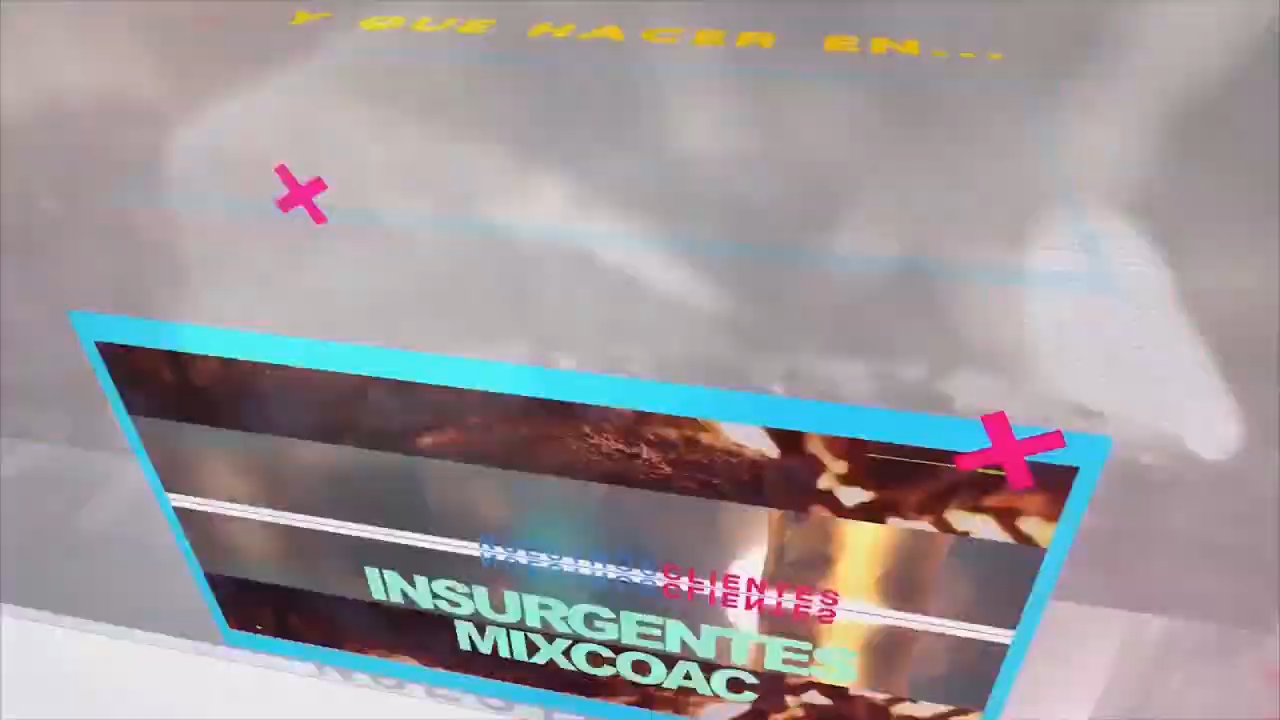 Y QUE HACER EN...
CLIENTES
INSURGENTES
MIXCOAC